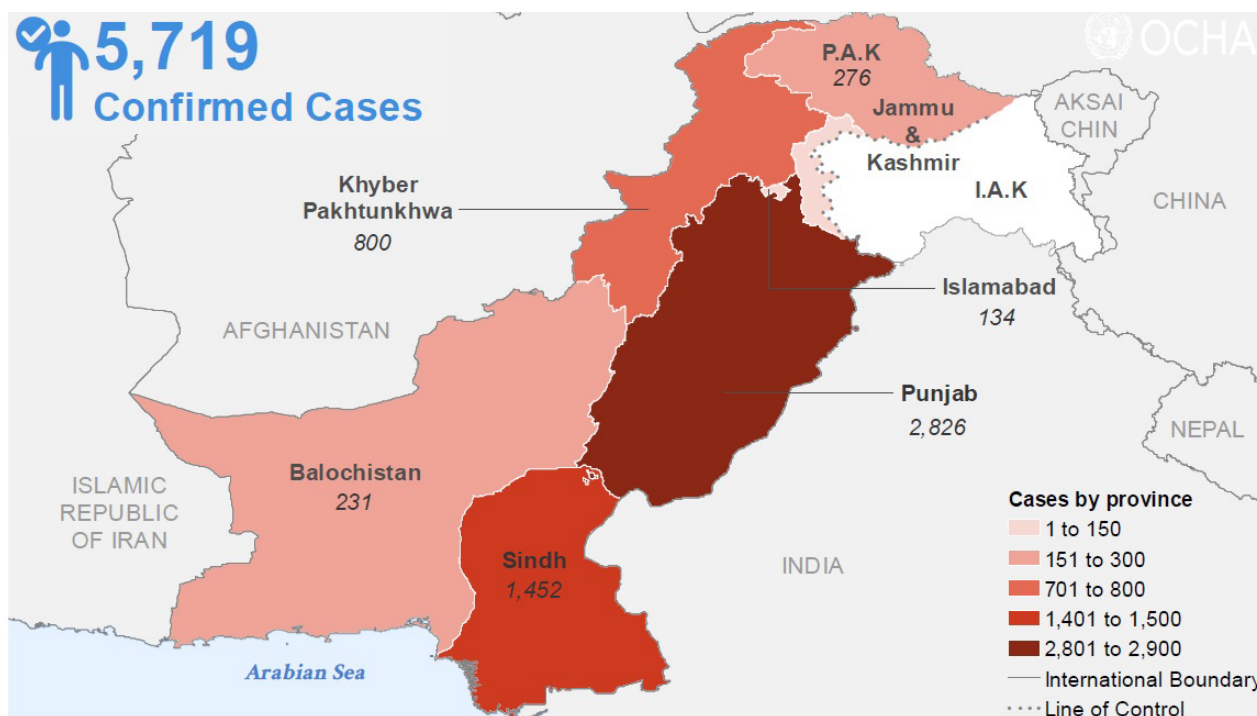 5,719
Confirmed Cases
OCHA
P.A.K
276
Jammu
&
Kashmir
I.A.K
AKSAI
CHIN
CHINA
Khyber
Pakhtunkhwa
800
Islamabad
134
AFGHANISTAN
Punjab
2,826
NEPAL
Balochistan
231
ISLAMIC
REPUBLIC
OF IRAN
Sindh
1,452
INDIA
Arabian Sea
Cases by province
1 to 150
151 to 300
701 to 800
1,401 to 1,500
2,801 to 2,900
International Boundary
Line of Control